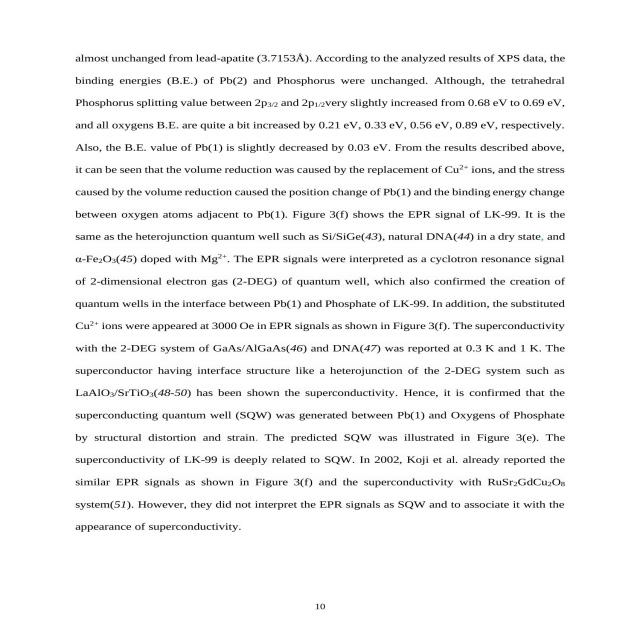 almost unchanged from lead-apatite (3.7153Å). According to the analyzed results of XPS data, the
binding energies (B.E.) of Pb(2) and Phosphorus were unchanged. Although, the tetrahedral
Phosphorus splitting value between 2p3/2 and 2p1/2very slightly increased from 0.68 eV to 0.69 eV,
and all oxygens B.E. are quite a bit increased by 0.21 eV, 0.33 eV, 0.56 eV, 0.89 eV, respectively.
Also, the B.E. value of Pb(1) is slightly decreased by 0.03 eV. From the results described above,
it can be seen that the volume reduction was caused by the replacement of Cu²⁺ ions, and the stress
caused by the volume reduction caused the position change of Pb(1) and the binding energy change
between oxygen atoms adjacent to Pb(1). Figure 3(f) shows the EPR signal of LK-99. It is the
same as the heterojunction quantum well such as Si/SiGe(43), natural DNA(44) in a dry state, and
α-Fe₂O₃(45) doped with Mg²⁺. The EPR signals were interpreted as a cyclotron resonance signal
of 2-dimensional electron gas (2-DEG) of quantum well, which also confirmed the creation of
quantum wells in the interface between Pb(1) and Phosphate of LK-99. In addition, the substituted
Cu²⁺ ions were appeared at 3000 Oe in EPR signals as shown in Figure 3(f). The superconductivity
with the 2-DEG system of GaAs/AlGaAs(46) and DNA(47) was reported at 0.3 K and 1 K. The
superconductor having interface structure like a heterojunction of the 2-DEG system such as
LaAlO₃/SrTiO₃(48-50) has been shown the superconductivity. Hence, it is confirmed that the
superconducting quantum well (SQW) was generated between Pb(1) and Oxygens of Phosphate
by structural distortion and strain. The predicted SQW was illustrated in Figure 3(e). The
superconductivity of LK-99 is deeply related to SQW. In 2002, Koji et al. already reported the
similar EPR signals as shown in Figure 3(f) and the superconductivity with RuSr₂GdCu₂O₈
system(51). However, they did not interpret the EPR signals as SQW and to associate it with the
appearance of superconductivity.
10